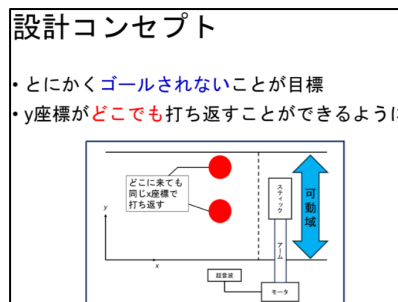 設計コンセプト
• とにかくゴールされないことが目標
• y座標がどこでも打ち返すことができるように
どこに来ても
同じx座標で
打ち返す
スティック
可動域
y
アーム
x
超音波
モータ